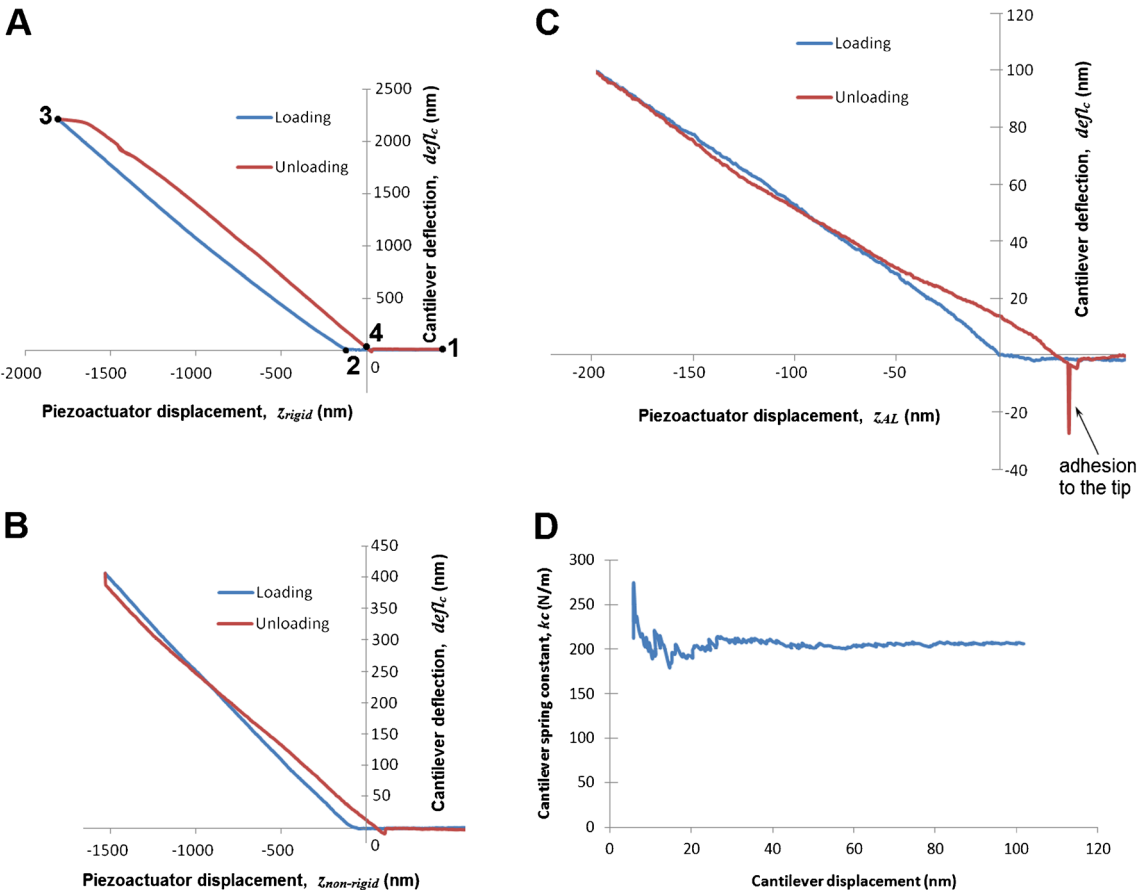 A
Loading
Unloading
3
4
2
1
2500
2000
1500
1000
500
0
-2000
-1500
-1000
-500
Cantilever deflection, deflc (nm)
Piezoactuator displacement, zrigid (nm)
C
Loading
Unloading
120
100
80
60
40
20
-20
-40
-200
-150
-100
-50
Cantilever deflection, deflc (nm)
Piezoactuator displacement, zAL (nm)
adhesion
to the tip
B
Loading
Unloading
450
400
350
300
250
200
150
100
50
0
-1500
-1000
-500
Cantilever deflection, deflc (nm)
Piezoactuator displacement, znon-rigid (nm)
D
300
250
200
150
100
50
0
0
20
40
60
80
100
120
Cantilever spring constant, kc (N/m)
Cantilever displacement (nm)